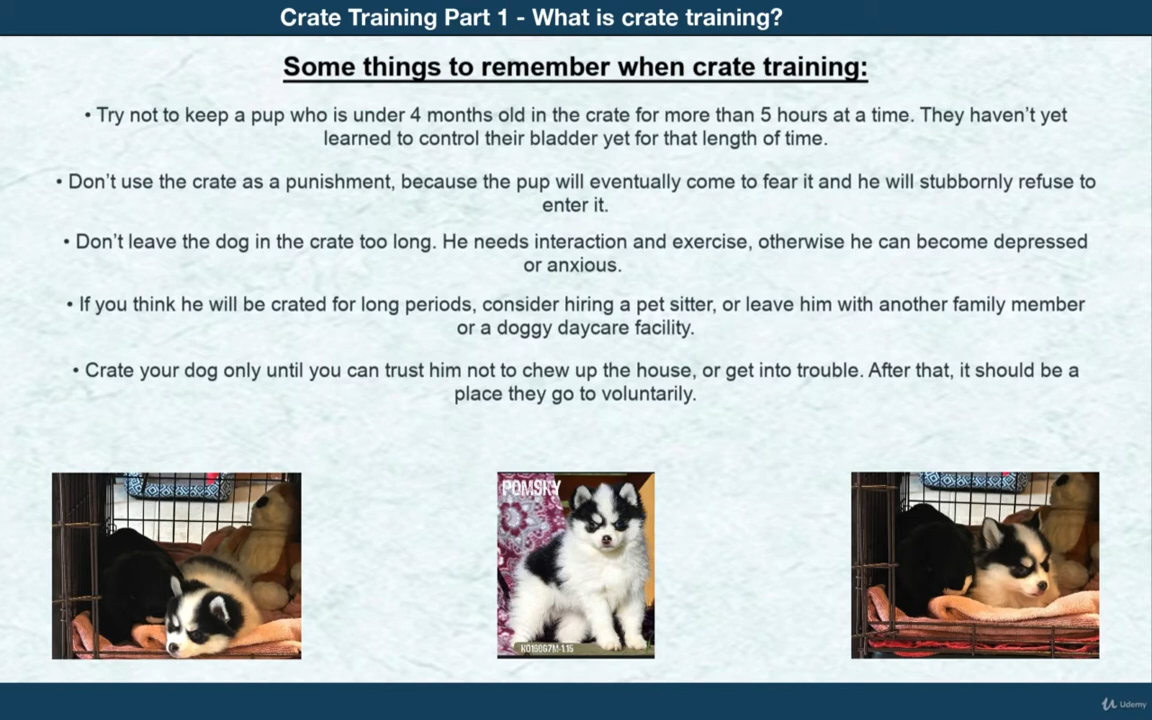 Crate Training Part 1 - What is crate training?
Some things to remember when crate training:
• Try not to keep a pup who is under 4 months old in the crate for more than 5 hours at a time. They haven't yet
learned to control their bladder yet for that length of time.
• Don't use the crate as a punishment, because the pup will eventually come to fear it and he will stubbornly refuse to
enter it.
• Don't leave the dog in the crate too long. He needs interaction and exercise, otherwise he can become depressed
or anxious.
• If you think he will be crated for long periods, consider hiring a pet sitter, or leave him with another family member
or a doggy daycare facility.
• Crate your dog only until you can trust him not to chew up the house, or get into trouble. After that, it should be a
place they go to voluntarily.
POMSKY
Udemy